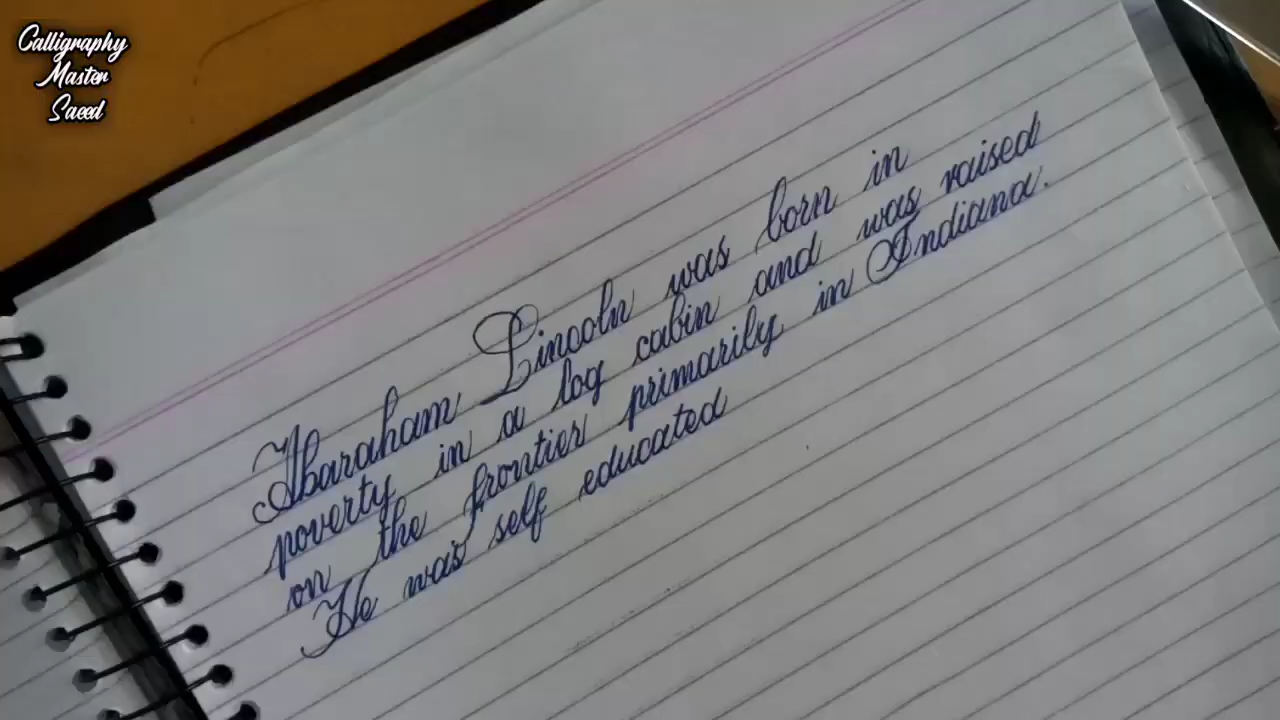 Calligraphy
Master
Saeed
Abaraham Lincoln was born in
poverty in a log cabin and was raised
on the frontier primarily in Indiana.
He was self educated